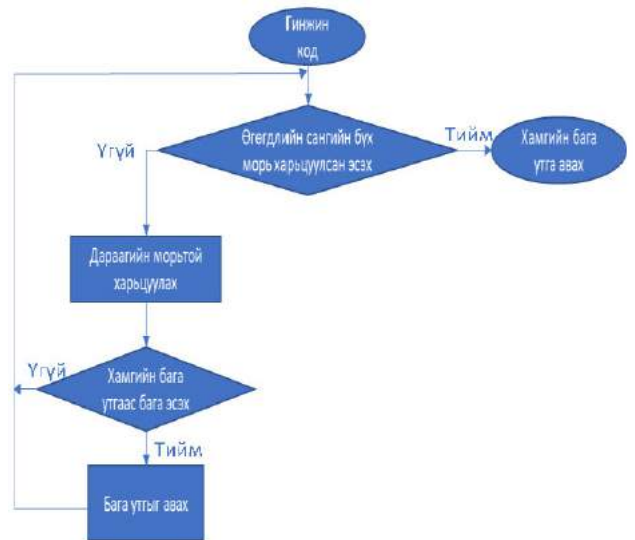 Гинжин
код
Өгөгдлийн сангийн бүх
морь харьцуулсан эсэх
Тийм
Хамгийн бага
утга авах
Үгүй
Дараагийн морьтой
харьцуулах
Үгүй
Хамгийн бага
утгаас бага эсэх
Тийм
Бага утгыг авах